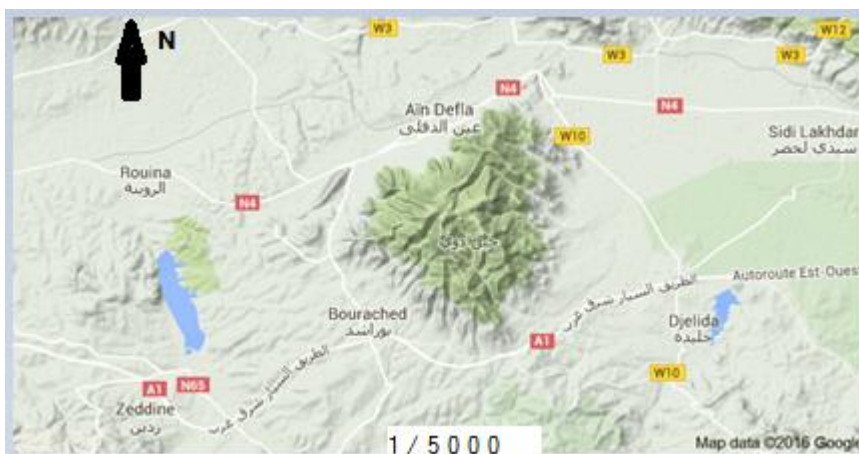 N
W3
W12
W3
W3
N4
N4
Aïn Defla
عين الدفلى
W10
Sidi Lakhdar
سيدي لخضر
Rouina
الروينة
N4
جبل دوي
الطريق السيار شرق غرب
Autoroute Est-Ouest
Bourached
بوراشد
Djelida
جليدة
A1
الطريق السيار شرق غرب
W10
A1
N65
Zeddine
زدين
1/5000
Map data ©2016 Google